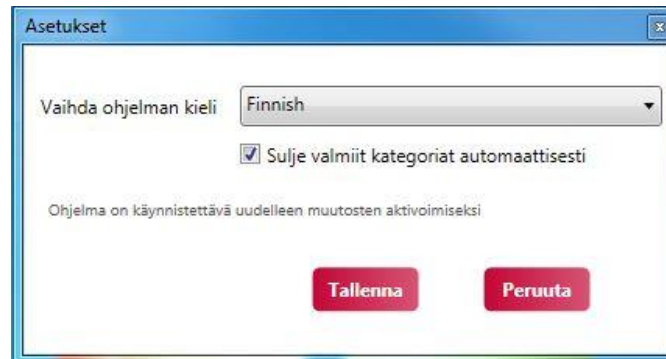 Asetukset
Vaihda ohjelman kieli Finnish
Sulje valmiit kategoriat automaattisesti
Ohjelma on käynnistettävä uudelleen muutosten aktivoimiseksi
Tallenna Peruuta